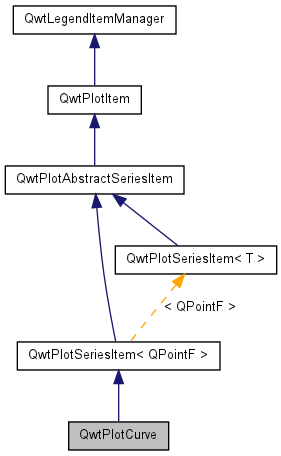 QwtLegendItemManager
QwtPlotItem
QwtPlotAbstractSeriesItem
QwtPlotSeriesItem< T >
< QPointF >
QwtPlotSeriesItem< QPointF >
QwtPlotCurve